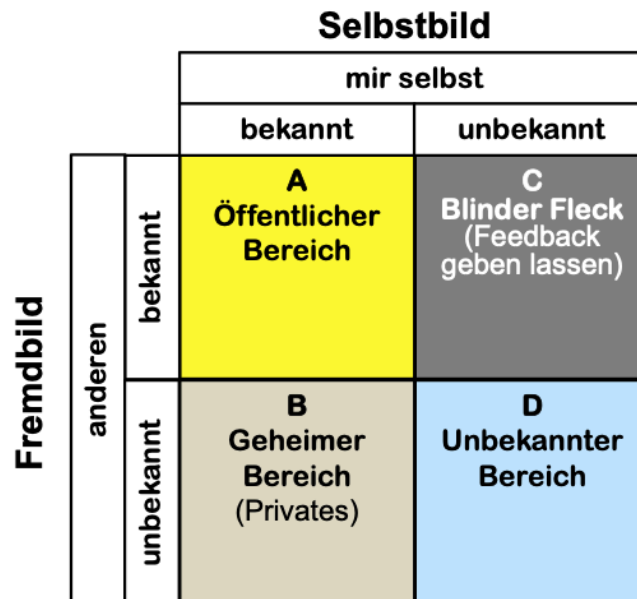 Selbstbild
mir selbst
bekannt
unbekannt
Fremdbild
anderen
bekannt
A
Öffentlicher
Bereich
C
Blinder Fleck
(Feedback
geben lassen)
unbekannt
B
Geheimer
Bereich
(Privates)
D
Unbekannter
Bereich